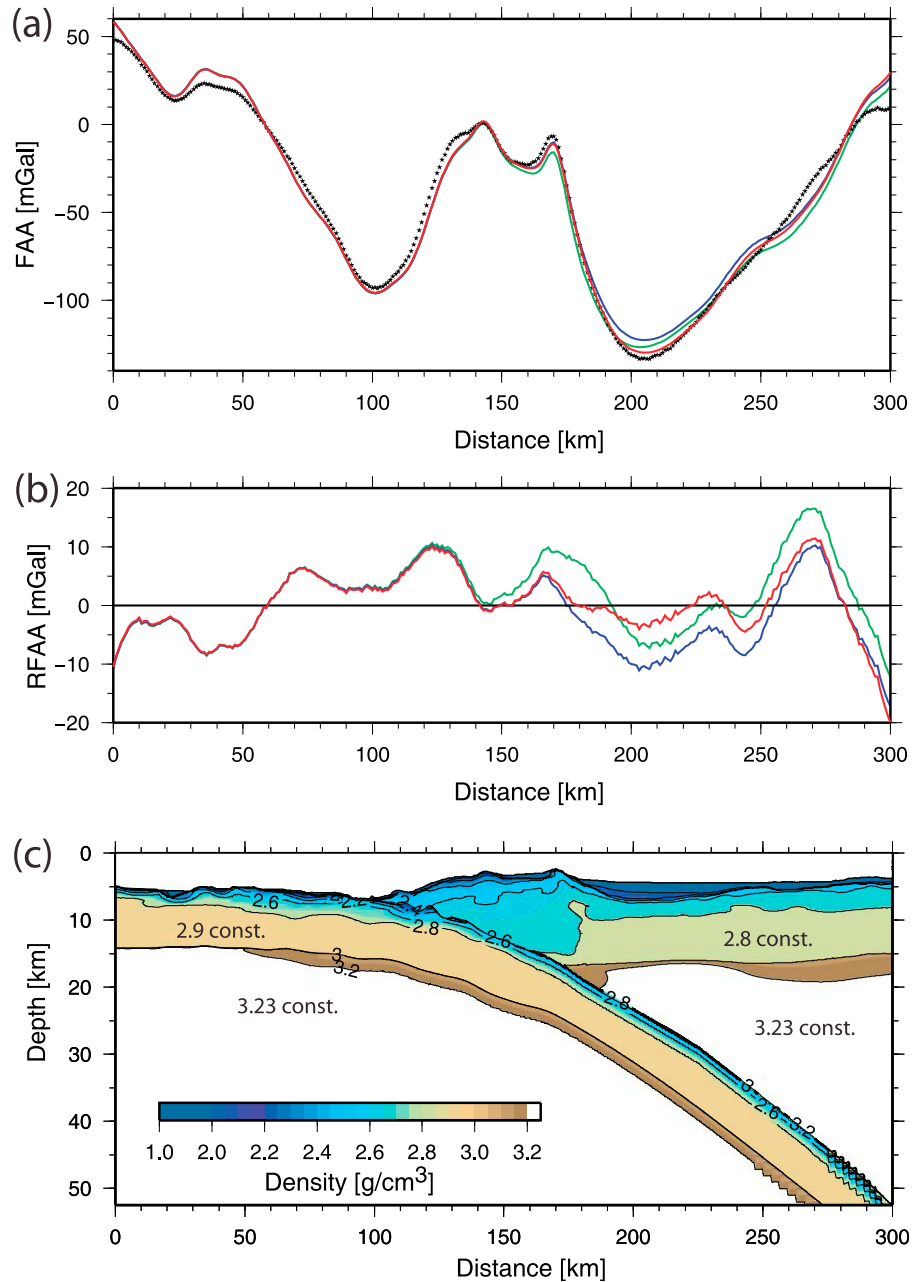 (a)
FAA [mGal]
50
0
−50
−100
0 50 100 150 200 250 300
Distance [km]
(b)
RFAA [mGal]
20
10
0
−10
−20
0 50 100 150 200 250 300
Distance [km]
(c)
Depth [km]
0
10
20
30
40
50
2.6
2.2
2.4
2.8
2.6
2.9 const.
2.8 const.
3
3.2
2.8
3.23 const.
3.23 const.
3
2.6
3.2
1.0 2.0 2.2 2.4 2.6 2.8 3.0 3.2
Density [g/cm³]
0 50 100 150 200 250 300
Distance [km]